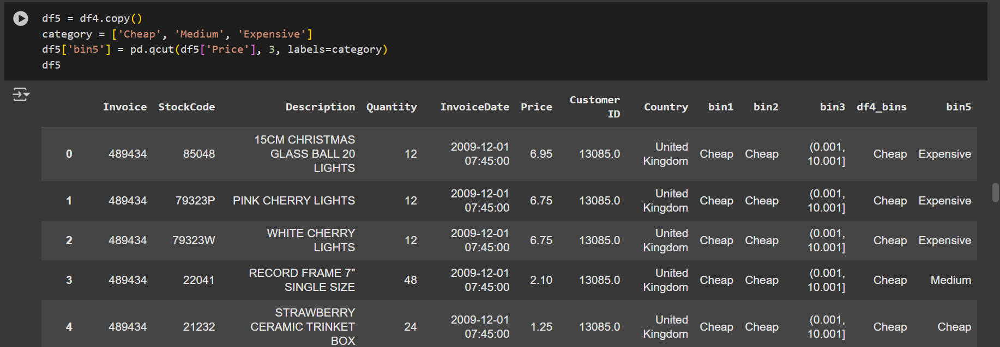 df5 = df4.copy()
category = ['Cheap', 'Medium', 'Expensive']
df5['bin5'] = pd.qcut(df5['Price'], 3, labels=category)
df5
Invoice StockCode Description Quantity InvoiceDate Price Customer ID Country bin1 bin2 bin3 df4_bins bin5
0 489434 85048 15CM CHRISTMAS GLASS BALL 20 LIGHTS 12 2009-12-01 07:45:00 6.95 13085.0 United Kingdom Cheap Cheap (0.001, 10.001] Cheap Expensive
1 489434 79323P PINK CHERRY LIGHTS 12 2009-12-01 07:45:00 6.75 13085.0 United Kingdom Cheap Cheap (0.001, 10.001] Cheap Expensive
2 489434 79323W WHITE CHERRY LIGHTS 12 2009-12-01 07:45:00 6.75 13085.0 United Kingdom Cheap Cheap (0.001, 10.001] Cheap Expensive
3 489434 22041 RECORD FRAME 7" SINGLE SIZE 48 2009-12-01 07:45:00 2.10 13085.0 United Kingdom Cheap Cheap (0.001, 10.001] Cheap Medium
4 489434 21232 STRAWBERRY CERAMIC TRINKET BOX 24 2009-12-01 07:45:00 1.25 13085.0 United Kingdom Cheap Cheap (0.001, 10.001] Cheap Cheap